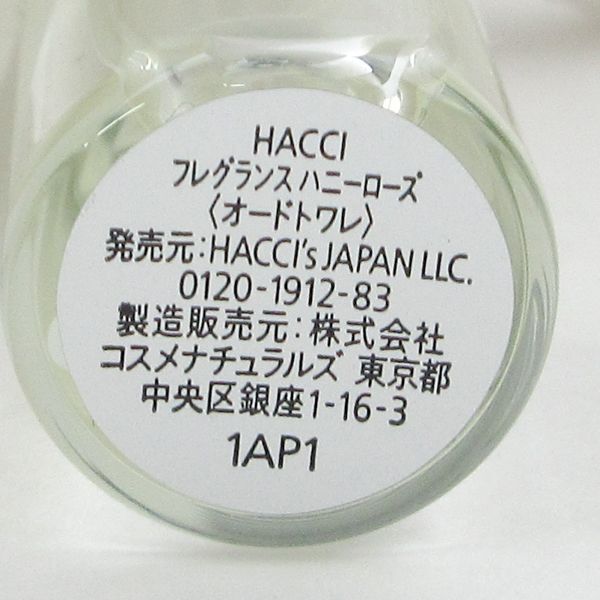 HACCI
フレグランス ハニーローズ
〈オードトワレ〉
発売元:HACCI's JAPAN LLC.
0120-1912-83
製造販売元:株式会社
コスメナチュラルズ 東京都
中央区銀座1-16-3
1AP1